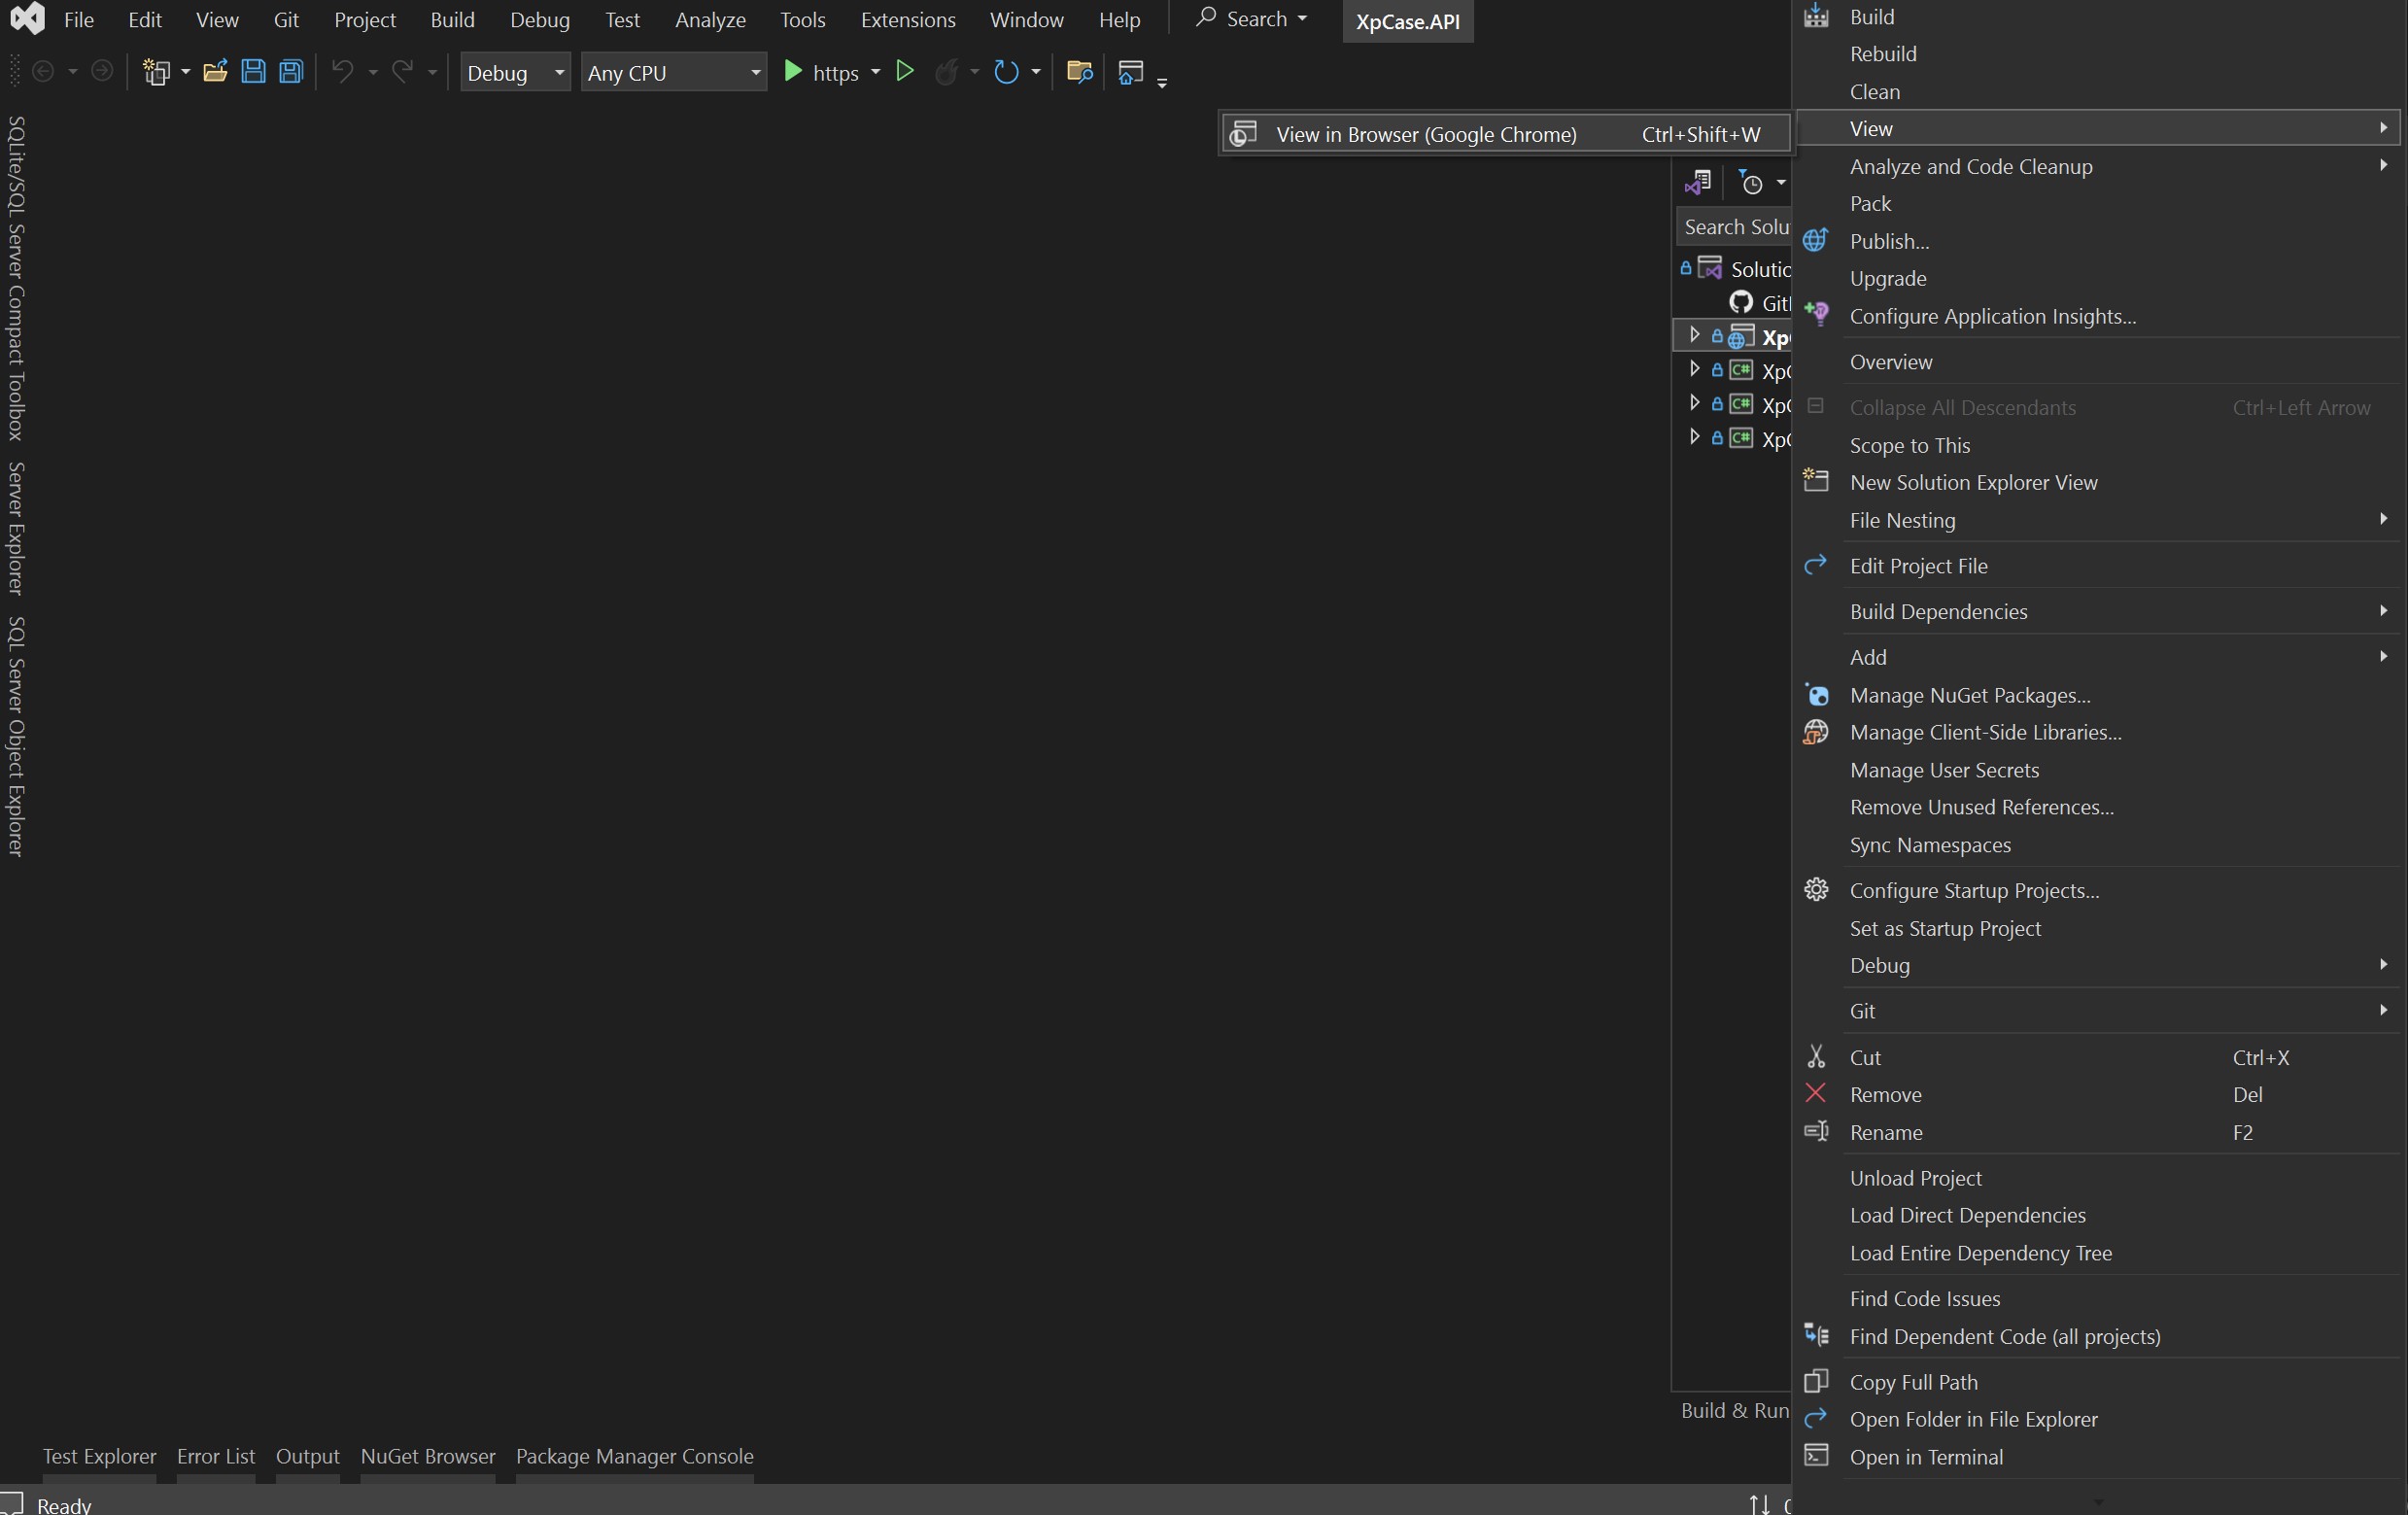 File Edit View Git Project Build Debug Test Analyze Tools Extensions Window Help Search XpCase.API
Debug Any CPU https
SQLite/SQL Server Compact Toolbox
Server Explorer
SQL Server Object Explorer
View in Browser (Google Chrome) Ctrl+Shift+W
Search Solu
Solutio
Git
Xp
XpC
XpC
XpC
Build & Run
Build
Rebuild
Clean
View
Analyze and Code Cleanup
Pack
Publish...
Upgrade
Configure Application Insights...
Overview
Collapse All Descendants Ctrl+Left Arrow
Scope to This
New Solution Explorer View
File Nesting
Edit Project File
Build Dependencies
Add
Manage NuGet Packages...
Manage Client-Side Libraries...
Manage User Secrets
Remove Unused References...
Sync Namespaces
Configure Startup Projects...
Set as Startup Project
Debug
Git
Cut Ctrl+X
Remove Del
Rename F2
Unload Project
Load Direct Dependencies
Load Entire Dependency Tree
Find Code Issues
Find Dependent Code (all projects)
Copy Full Path
Open Folder in File Explorer
Open in Terminal
Test Explorer Error List Output NuGet Browser Package Manager Console
Ready